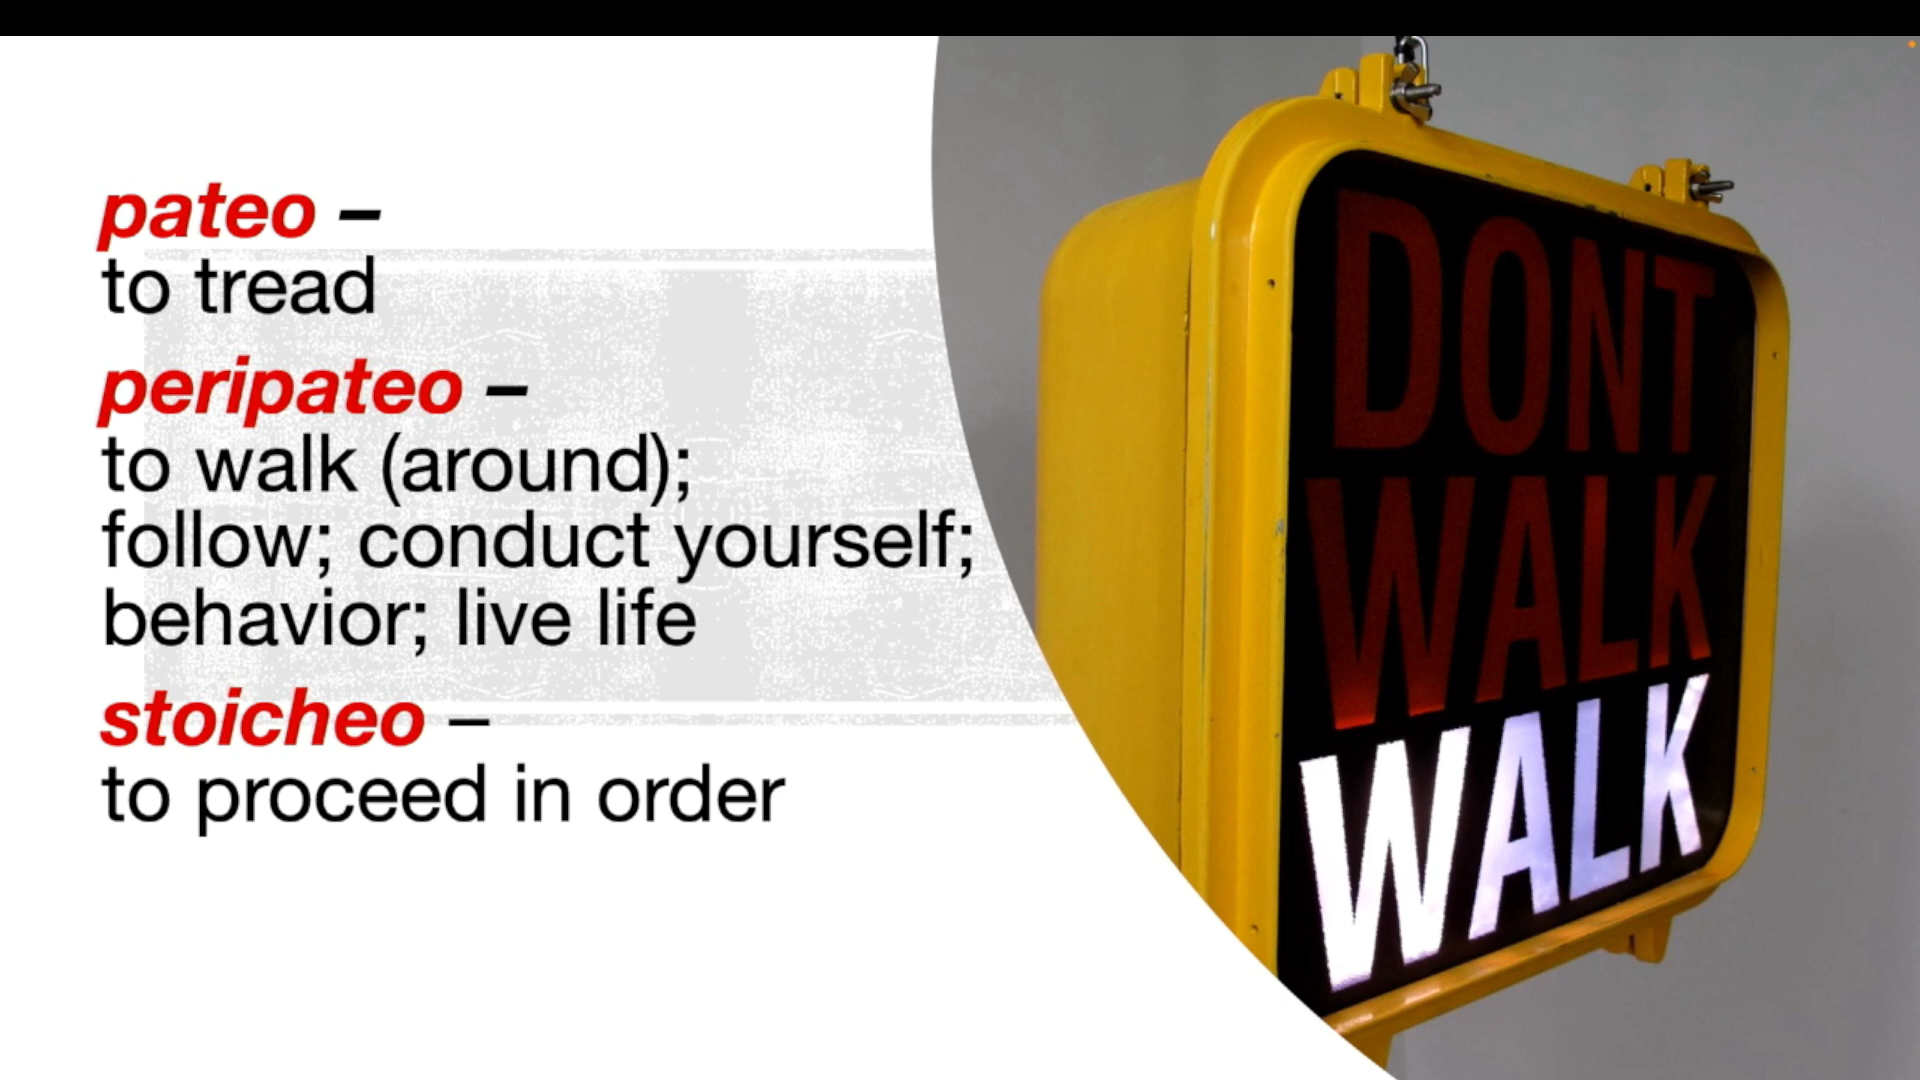 pateo –
to tread
peripateo –
to walk (around);
follow; conduct yourself;
behavior; live life
stoicheo –
to proceed in order
DONT
WALK
WALK